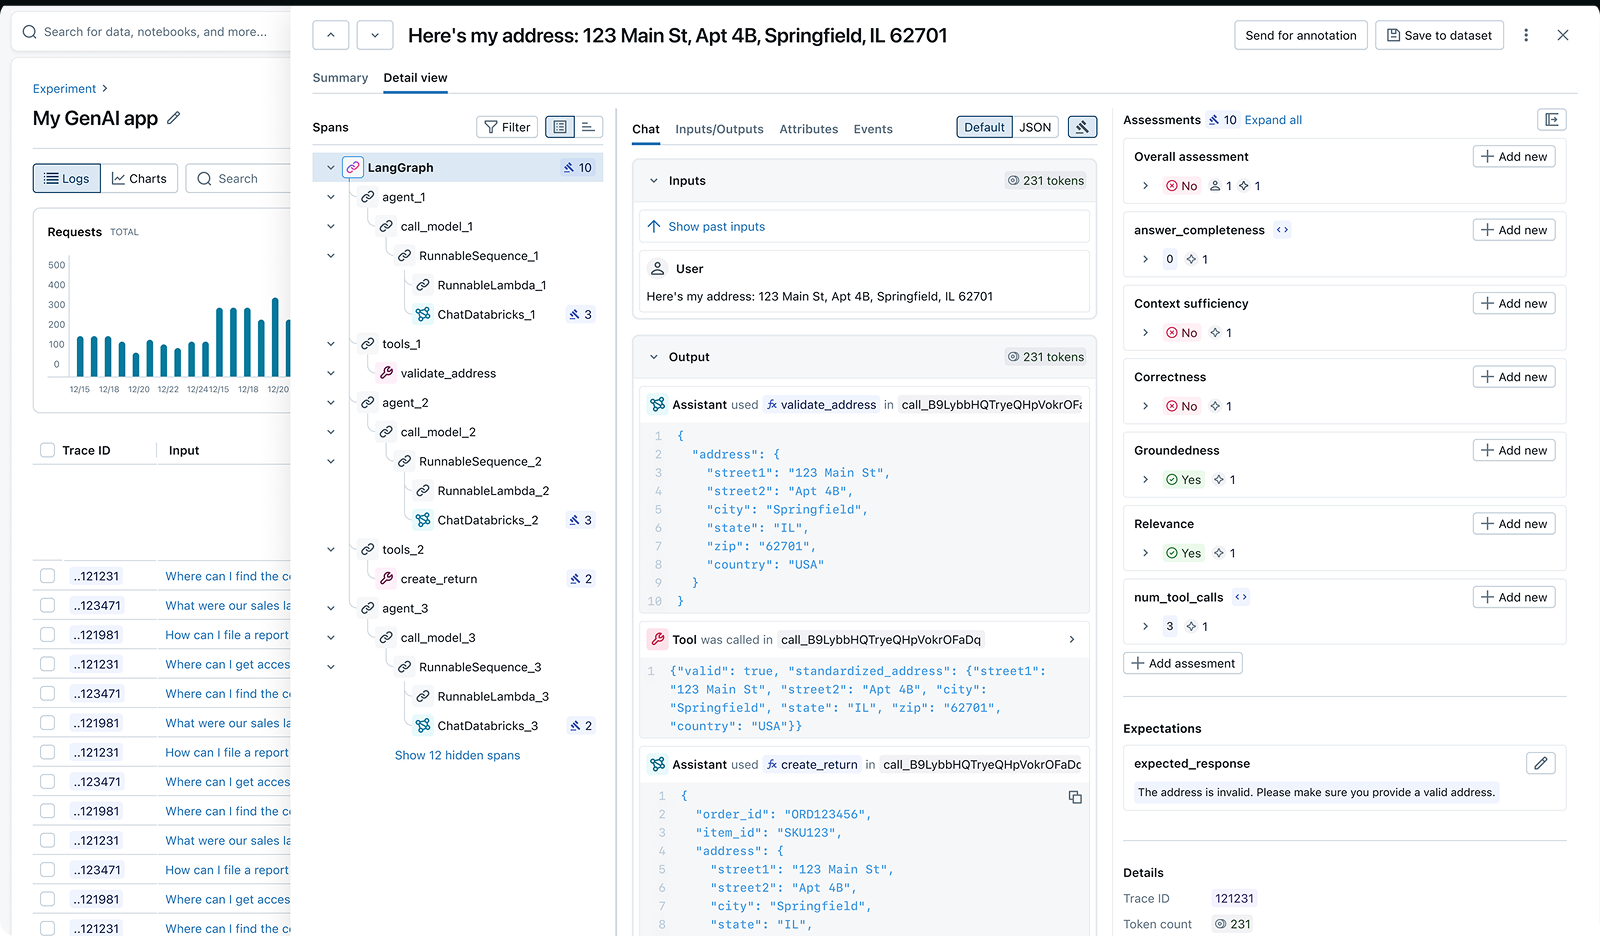 Search for data, notebooks, and more...
Experiment
My GenAI app
Logs
Charts
Search
Requests TOTAL
500
400
300
200
100
0
12/15 12/18 12/20 12/22 12/24 12/15 12/18 12/20
Trace ID Input
..121231 Where can I find the c
..123471 What were our sales la
..121981 How can I file a report
..121231 Where can I get acces
..123471 Where can I find the c
..121981 What were our sales la
..121231 How can I file a report
..123471 Where can I get acces
..121981 Where can I find the c
..121231 What were our sales la
..123471 How can I file a report
..121981 Where can I get acces
..121231 Where can I find the c
Here's my address: 123 Main St, Apt 4B, Springfield, IL 62701
Send for annotation
Save to dataset
Summary
Detail view
Spans
Filter
LangGraph 10
agent_1
call_model_1
RunnableSequence_1
RunnableLambda_1
ChatDatabricks_1 3
tools_1
validate_address
agent_2
call_model_2
RunnableSequence_2
RunnableLambda_2
ChatDatabricks_2 3
tools_2
create_return 2
agent_3
call_model_3
RunnableSequence_3
RunnableLambda_3
ChatDatabricks_3 2
Show 12 hidden spans
Chat Inputs/Outputs Attributes Events
Default JSON
Inputs 231 tokens
Show past inputs
User
Here's my address: 123 Main St, Apt 4B, Springfield, IL 62701
Output 231 tokens
Assistant used fx validate_address in call_B9LybbHQTryeQHpVokrOFa
1 {
2 "address": {
3 "street1": "123 Main St",
4 "street2": "Apt 4B",
5 "city": "Springfield",
6 "state": "IL",
7 "zip": "62701",
8 "country": "USA"
9 }
10 }
Tool was called in call_B9LybbHQTryeQHpVokrOFaDq
1 {"valid": true, "standardized_address": {"street1":
"123 Main St", "street2": "Apt 4B", "city":
"Springfield", "state": "IL", "zip": "62701",
"country": "USA"}}
Assistant used fx create_return in call_B9LybbHQTryeQHpVokrOFaDc
1 {
2 "order_id": "ORD123456",
3 "item_id": "SKU123",
4 "address": {
5 "street1": "123 Main St",
6 "street2": "Apt 4B",
7 "city": "Springfield",
8 "state": "IL",
Assessments 10 Expand all
Overall assessment
Add new
No 1 1
answer_completeness
Add new
0 1
Context sufficiency
Add new
No 1
Correctness
Add new
No 1
Groundedness
Add new
Yes 1
Relevance
Add new
Yes 1
num_tool_calls
Add new
3 1
Add assesment
Expectations
expected_response
The address is invalid. Please make sure you provide a valid address.
Details
Trace ID 121231
Token count 231